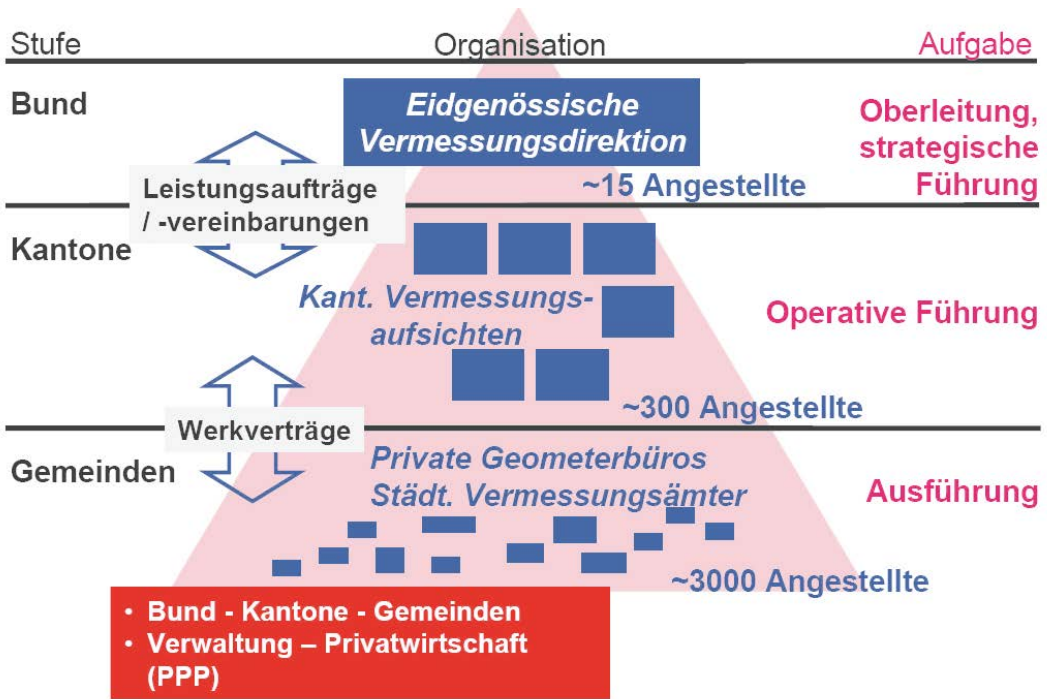 Stufe
Organisation
Aufgabe
Bund
Eidgenössische
Vermessungsdirektion
Oberleitung,
strategische
Führung
~15 Angestellte
Leistungsaufträge
/ -vereinbarungen
Kantone
Kant. Vermessungs-
aufsichten
Operative Führung
~300 Angestellte
Werkverträge
Gemeinden
Private Geometerbüros
Städt. Vermessungsämter
Ausführung
~3000 Angestellte
• Bund - Kantone - Gemeinden
• Verwaltung – Privatwirtschaft
(PPP)